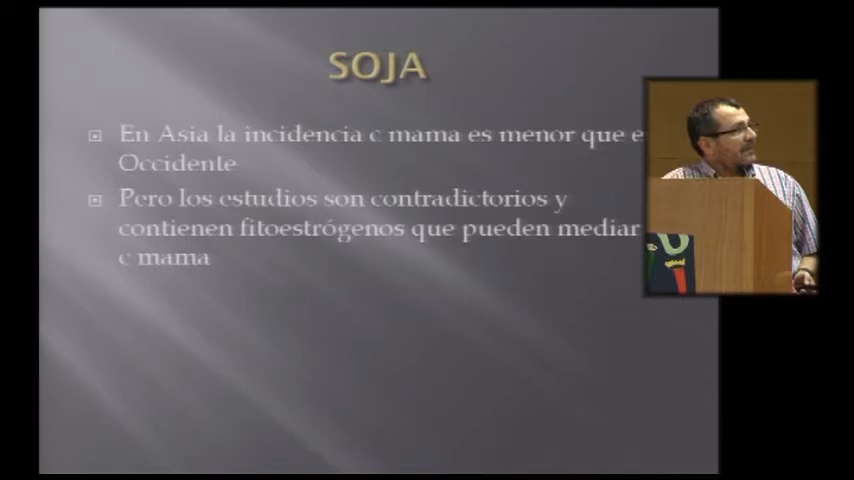 SOJA
En Asia la incidencia c mama es menor que e
Occidente
Pero los estudios son contradictorios y
contienen fitoestrógenos que pueden mediar
c mama